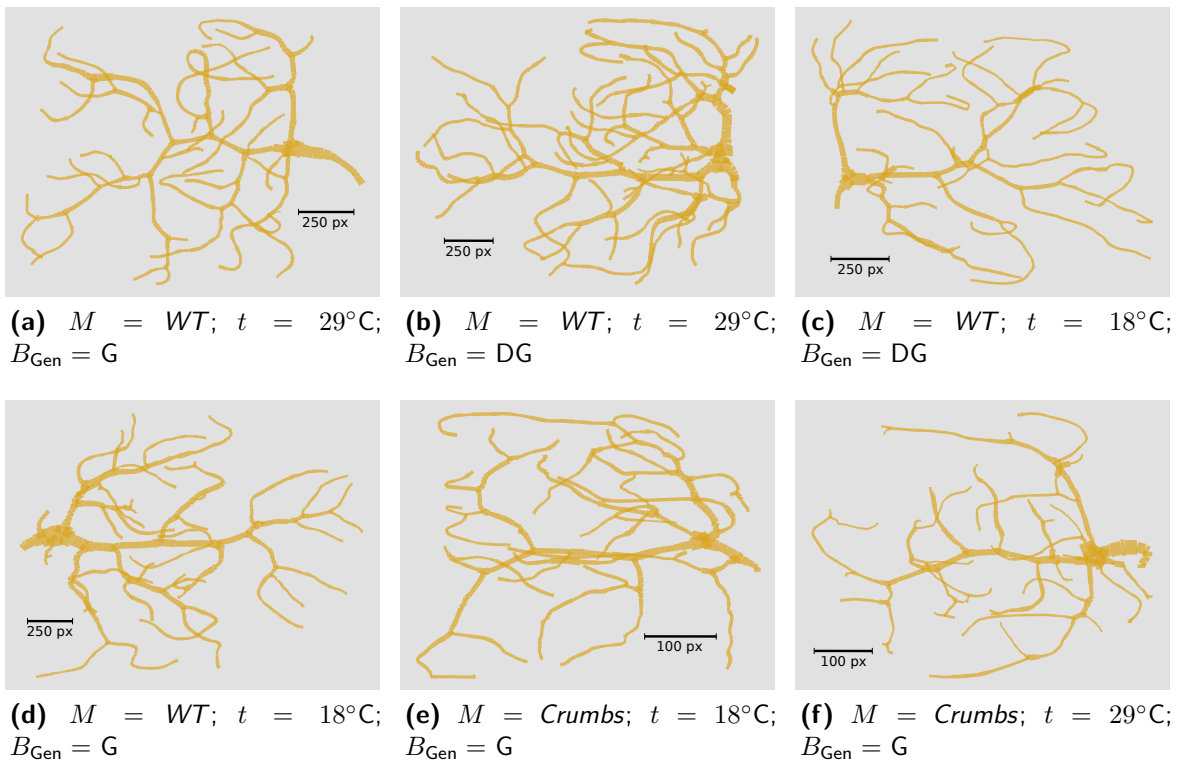 250 px
250 px
250 px
(a) M = WT; t = 29°C;
B_Gen = G
(b) M = WT; t = 29°C;
B_Gen = DG
(c) M = WT; t = 18°C;
B_Gen = DG
250 px
100 px
100 px
(d) M = WT; t = 18°C;
B_Gen = G
(e) M = Crumbs; t = 18°C;
B_Gen = G
(f) M = Crumbs; t = 29°C;
B_Gen = G